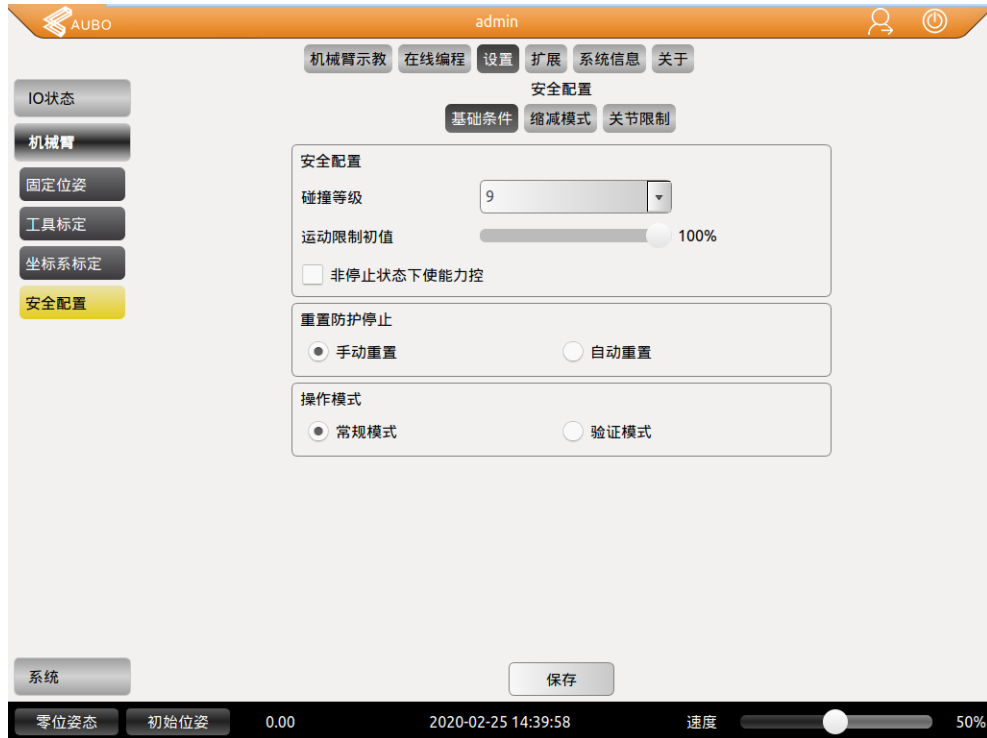 AUBO
admin
机械臂示教 在线编程 设置 扩展 系统信息 关于
安全配置
基础条件 缩减模式 关节限制
IO状态
机械臂
固定位姿
工具标定
坐标系标定
安全配置
安全配置
碰撞等级 9
运动限制初值 100%
非停止状态下使能力控
重置防护停止
手动重置 自动重置
操作模式
常规模式 验证模式
系统
保存
零位姿态 初始位姿 0.00 2020-02-25 14:39:58 速度 50%